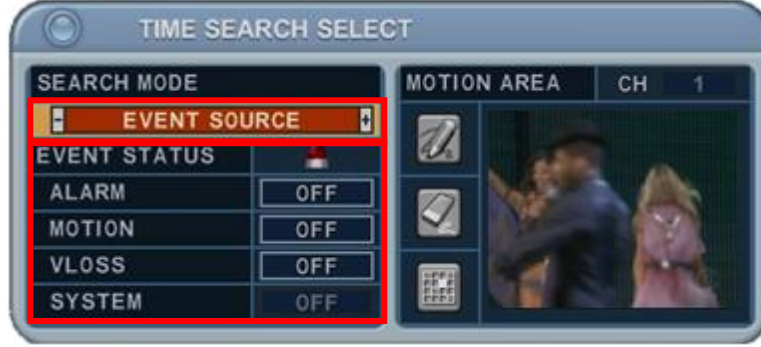 TIME SEARCH SELECT
SEARCH MODE
- EVENT SOURCE +
EVENT STATUS
ALARM OFF
MOTION OFF
VLOSS OFF
SYSTEM OFF
MOTION AREA CH 1